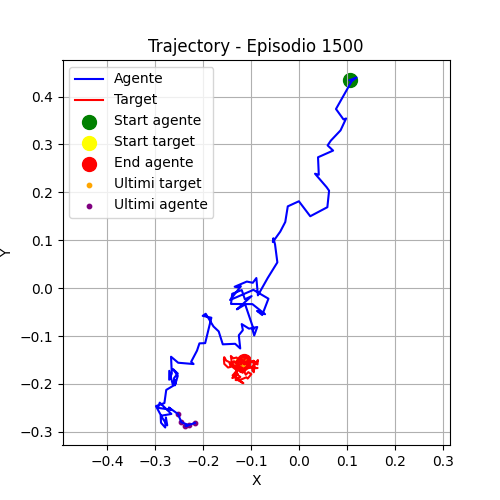 Trajectory - Episodio 1500
Agente
Target
Start agente
Start target
End agente
Ultimi target
Ultimi agente
0.4
0.3
0.2
0.1
0.0
−0.1
−0.2
−0.3
Y
−0.4 −0.3 −0.2 −0.1 0.0 0.1 0.2 0.3
X